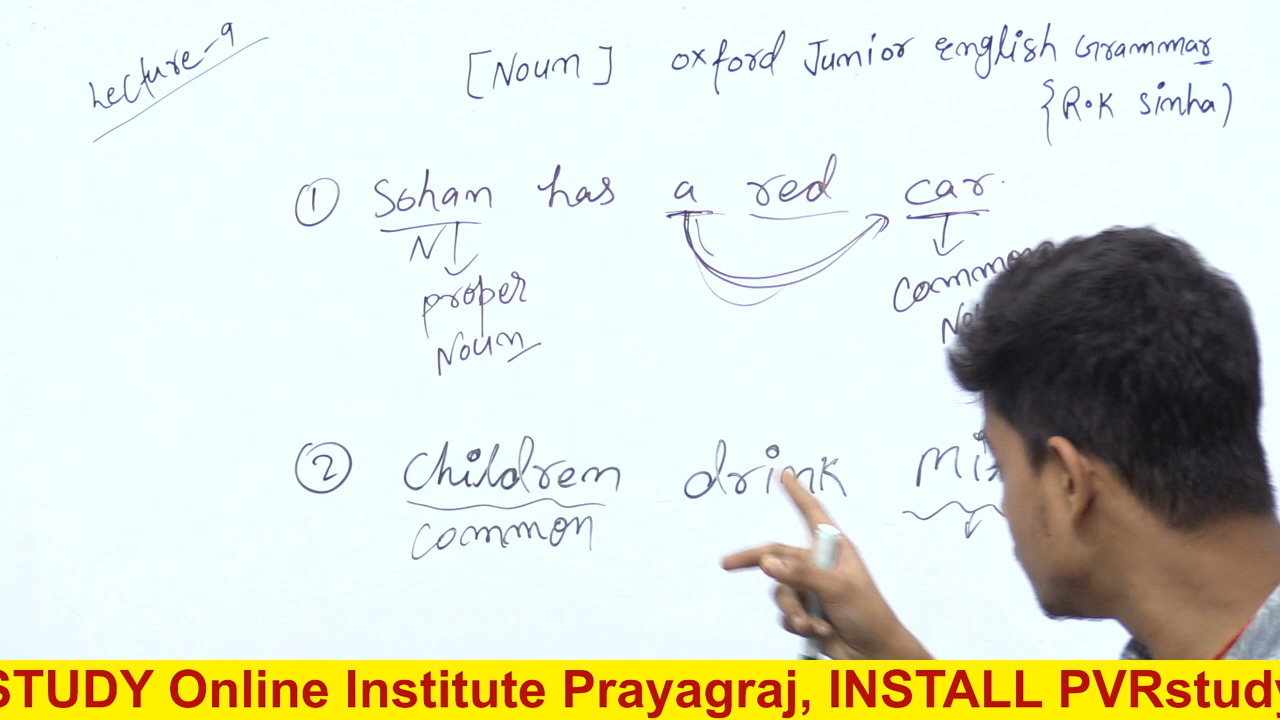 Lecture-9
[Noun] Oxford Junior English Grammar
{R.K Sinha)
① Sohan has a red car.
N
proper
Noun
Common
② Children drink
common
STUDY Online Institute Prayagraj, INSTALL PVRstudy